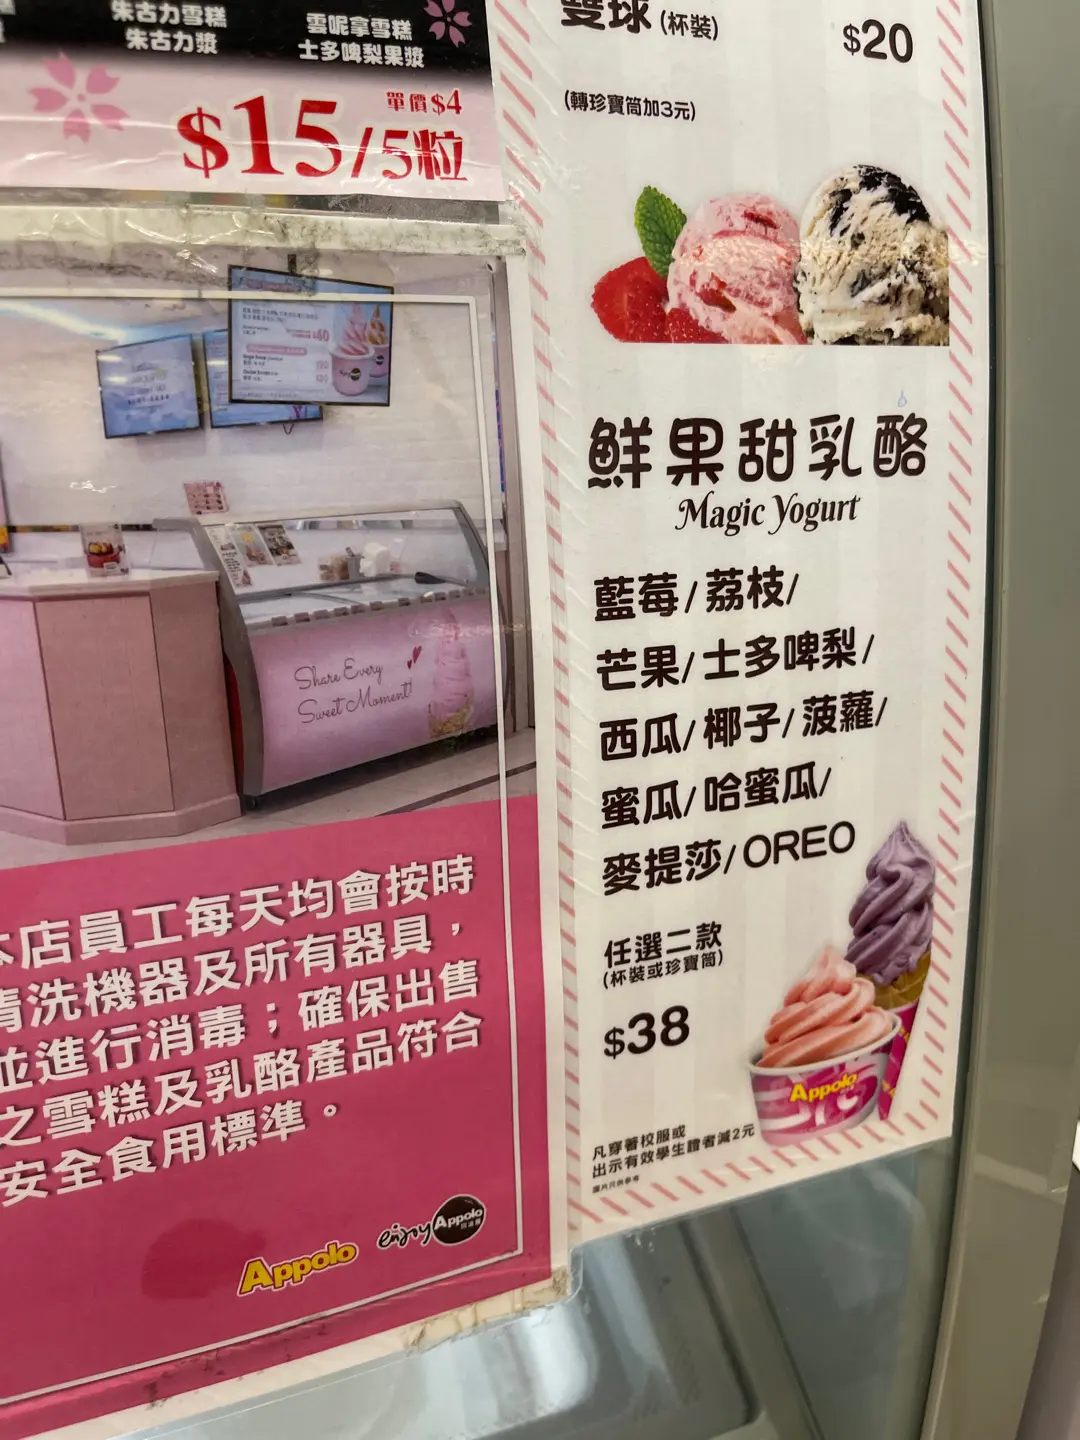 朱古力雪糕
朱古力漿
雲呢拿雪糕
士多啤梨果漿
單價$4
$15/5粒
Share Every
Sweet Moment!
本店員工每天均會按時
清洗機器及所有器具，
並進行消毒；確保出售
之雪糕及乳酪產品符合
安全食用標準。
Appolo
enjoy Appolo
雙球(杯裝)
$20
(轉珍寶筒加3元)
鮮果甜乳酪
Magic Yogurt
藍莓/荔枝/
芒果/士多啤梨/
西瓜/椰子/菠蘿/
蜜瓜/哈蜜瓜/
麥提莎/OREO
任選二款
(杯裝或珍寶筒)
$38
Appolo
凡穿著校服或
出示有效學生證者減2元
圖片只供參考